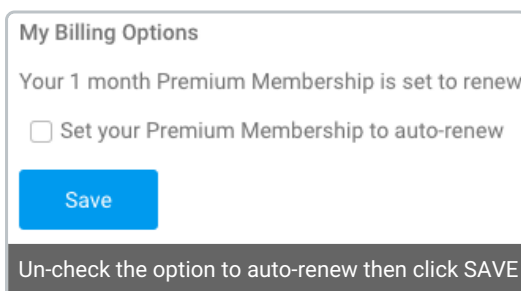 My Billing Options
Your 1 month Premium Membership is set to renew
Set your Premium Membership to auto-renew
Save
Un-check the option to auto-renew then click SAVE